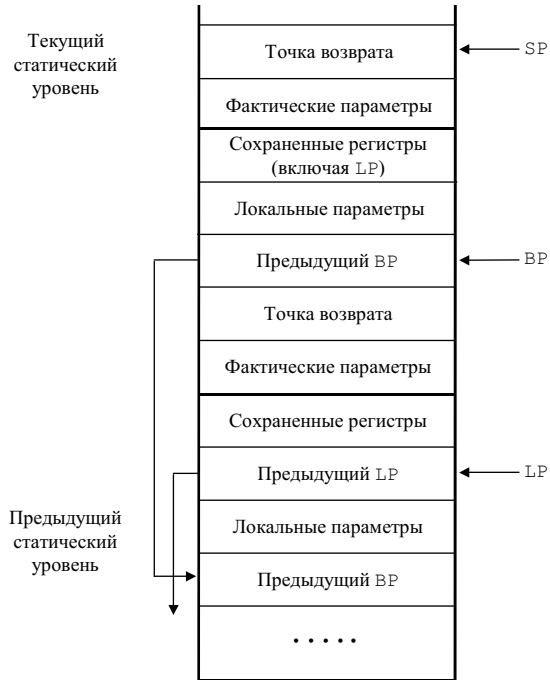 Текущий
статический
уровень
Точка возврата
SP
Фактические параметры
Сохраненные регистры
(включая LP)
Локальные параметры
Предыдущий BP
BP
Точка возврата
Фактические параметры
Сохраненные регистры
Предыдущий LP
LP
Предыдущий
статический
уровень
Локальные параметры
Предыдущий BP
. . . . .